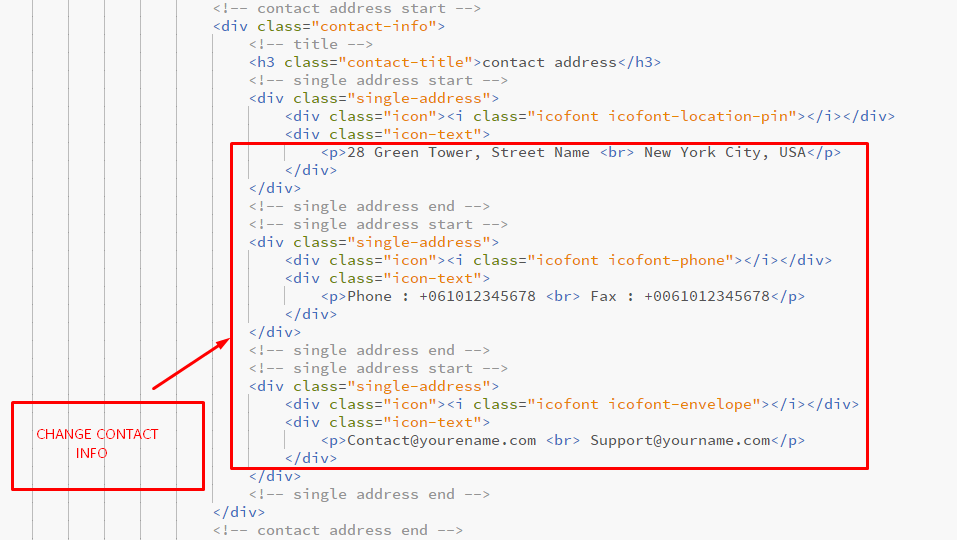 <!-- contact address start -->
<div class="contact-info">
<!-- title -->
<h3 class="contact-title">contact address</h3>
<!-- single address start -->
<div class="single-address">
<div class="icon"><i class="icofont icofont-location-pin"></i></div>
<div class="icon-text">
<p>28 Green Tower, Street Name <br> New York City, USA</p>
</div>
</div>
<!-- single address end -->
<!-- single address start -->
<div class="single-address">
<div class="icon"><i class="icofont icofont-phone"></i></div>
<div class="icon-text">
<p>Phone : +061012345678 <br> Fax : +0061012345678</p>
</div>
</div>
<!-- single address end -->
<!-- single address start -->
<div class="single-address">
<div class="icon"><i class="icofont icofont-envelope"></i></div>
<div class="icon-text">
<p>Contact@yourename.com <br> Support@yourname.com</p>
</div>
</div>
<!-- single address end -->
</div>
<!-- contact address end -->
CHANGE CONTACT
INFO